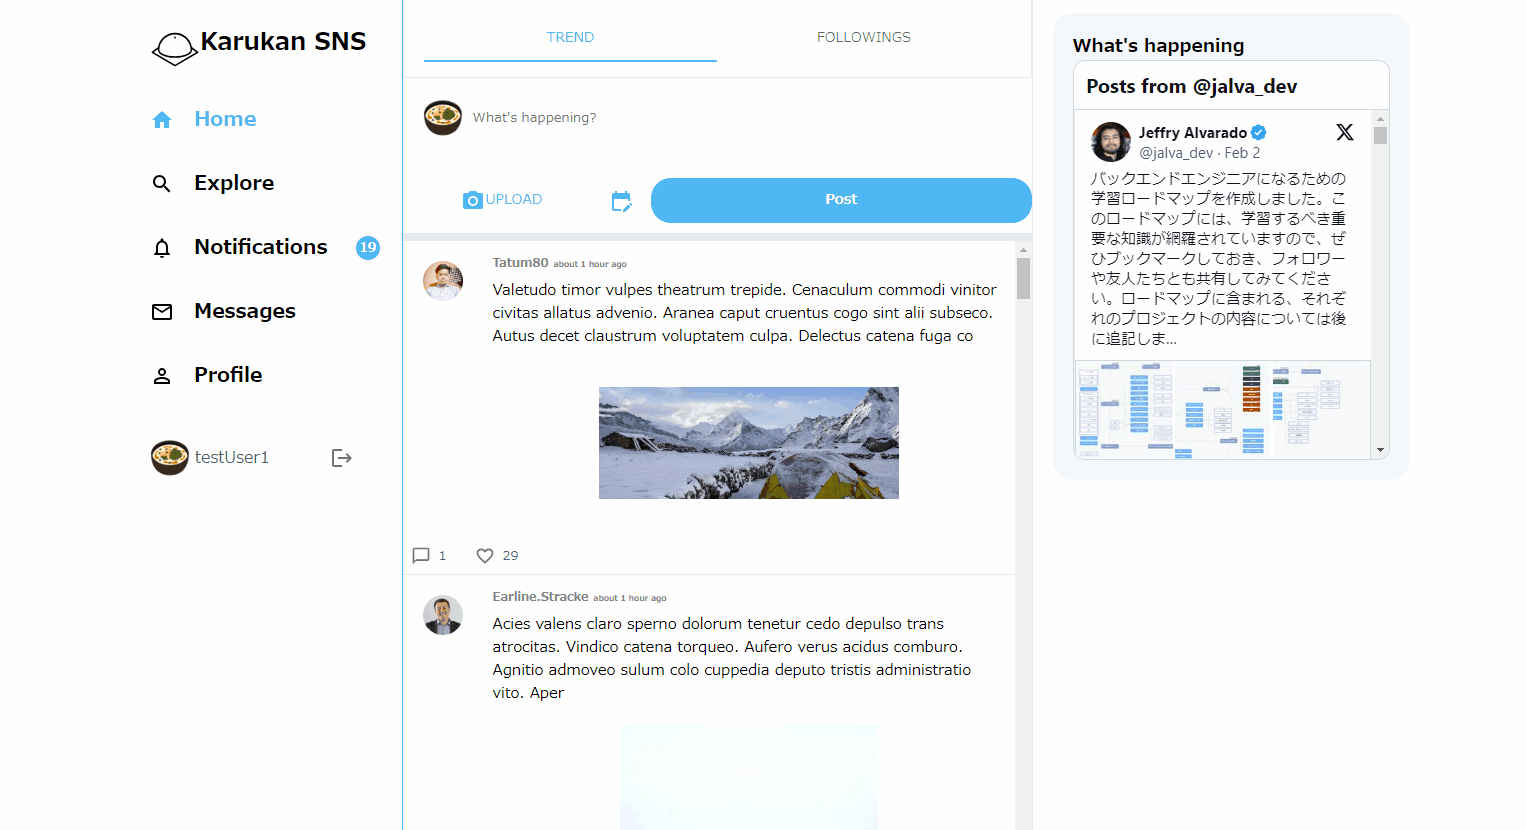 Karukan SNS
Home
Explore
Notifications 19
Messages
Profile
testUser1
TREND FOLLOWINGS
What's happening?
UPLOAD Post
Tatum80 about 1 hour ago
Valetudo timor vulpes theatrum trepide. Cenaculum commodi vinitor
civitas allatus advenio. Aranea caput cruentus cogo sint alii subseco.
Autus decet claustrum voluptatem culpa. Delectus catena fuga co
1 29
Earline.Stracke about 1 hour ago
Acies valens claro sperno dolorum tenetur cedo depulso trans
atrocitas. Vindico catena torqueo. Aufero verus acidus comburo.
Agnitio admoveo sulum colo cuppedia deputo tristis administratio
vito. Aper
What's happening
Posts from @jalva_dev
Jeffry Alvarado
@jalva_dev · Feb 2
バックエンドエンジニアになるための
学習ロードマップを作成しました。こ
のロードマップには、学習するべき重
要な知識が網羅されていますので、ぜ
ひブックマークしておき、フォロワー
や友人たちとも共有してみてくださ
い。ロードマップに含まれる、それぞ
れのプロジェクトの内容については後
に追記しま…